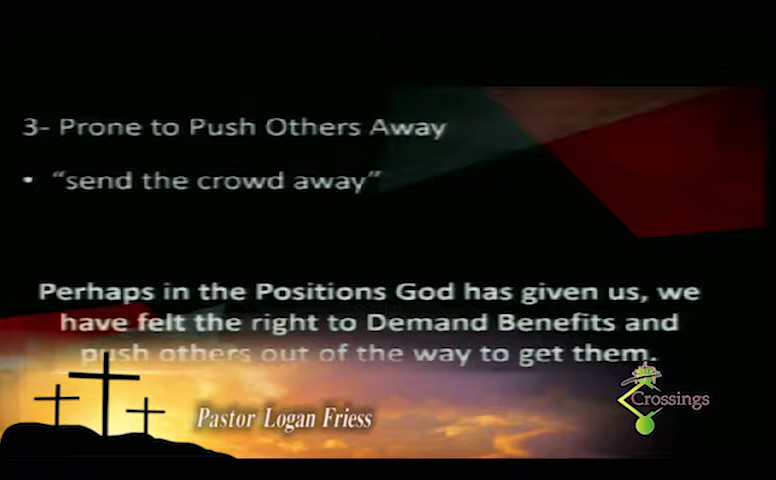 3- Prone to Push Others Away
• “send the crowd away”
Perhaps in the Positions God has given us, we
have felt the right to Demand Benefits and
push others out of the way to get them.
Pastor Logan Friess
Crossings